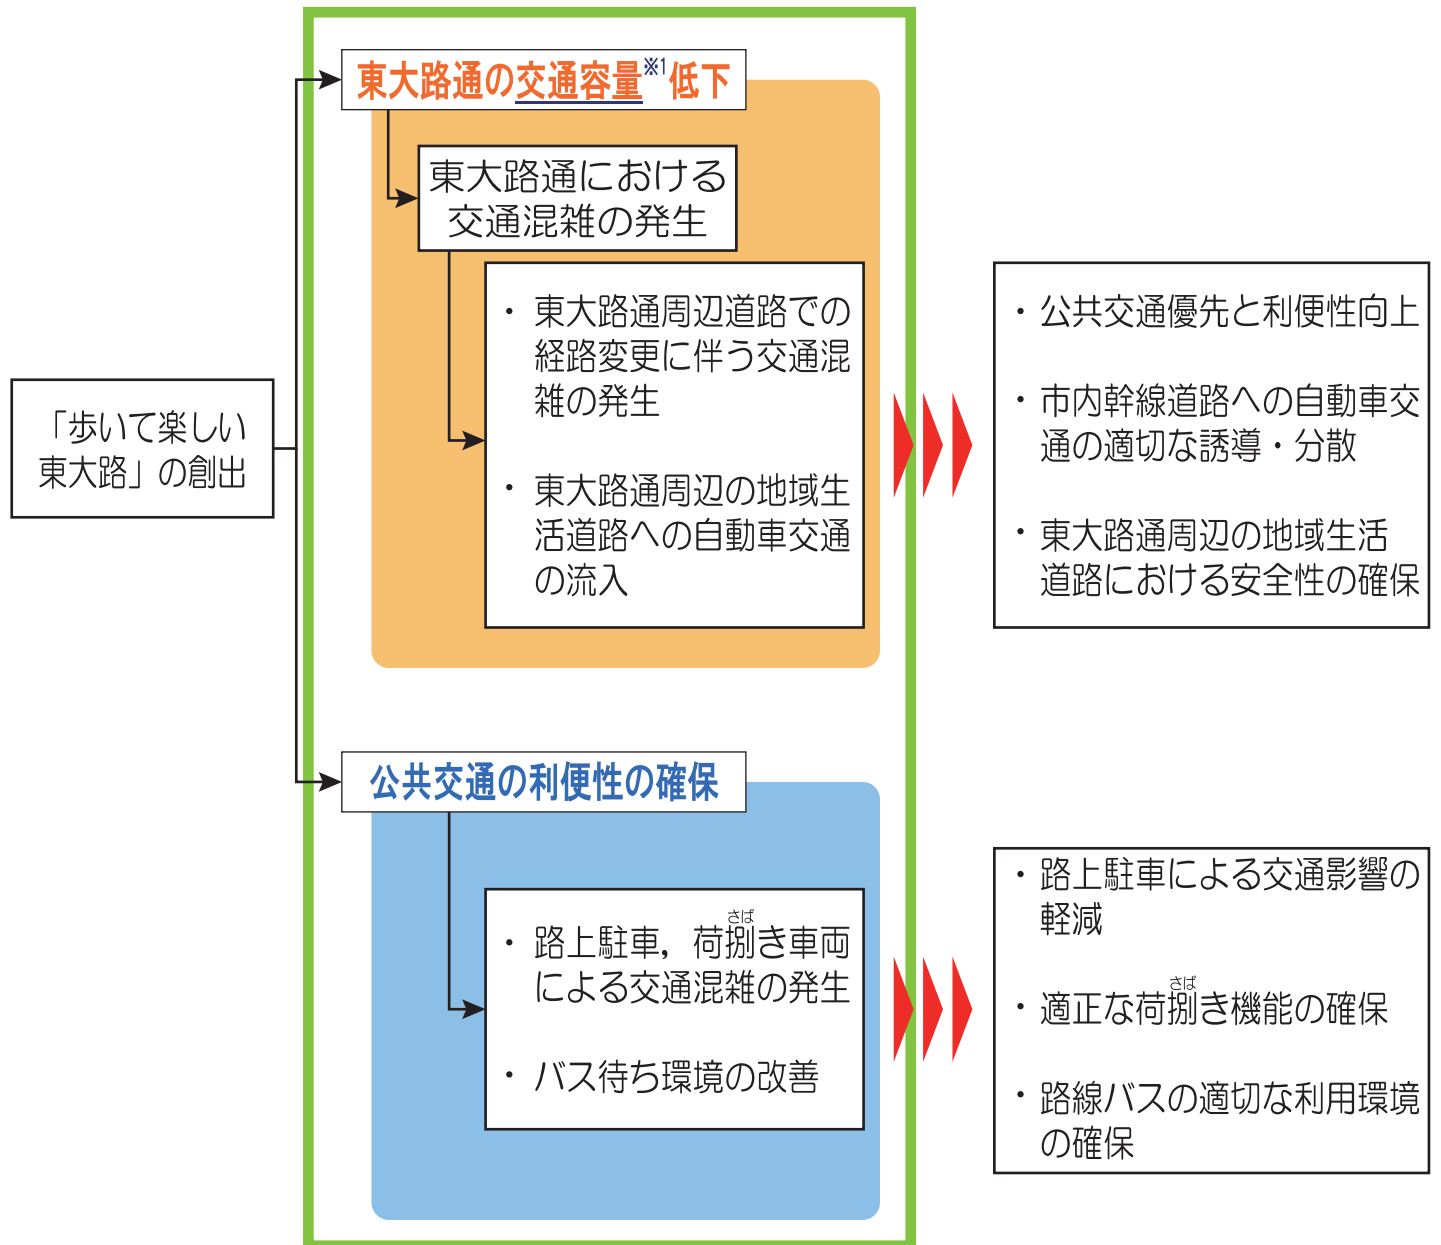 「歩いて楽しい
東大路」の創出
東大路通の交通容量※1低下
東大路通における
交通混雑の発生
・ 東大路通周辺道路での
経路変更に伴う交通混
雑の発生
・ 東大路通周辺の地域生
活道路への自動車交通
の流入
・ 公共交通優先と利便性向上
・ 市内幹線道路への自動車交
通の適切な誘導・分散
・ 東大路通周辺の地域生活
道路における安全性の確保
公共交通の利便性の確保
さば
・ 路上駐車，荷捌き車両
による交通混雑の発生
・ バス待ち環境の改善
・ 路上駐車による交通影響の
軽減
さば
・ 適正な荷捌き機能の確保
・ 路線バスの適切な利用環境
の確保